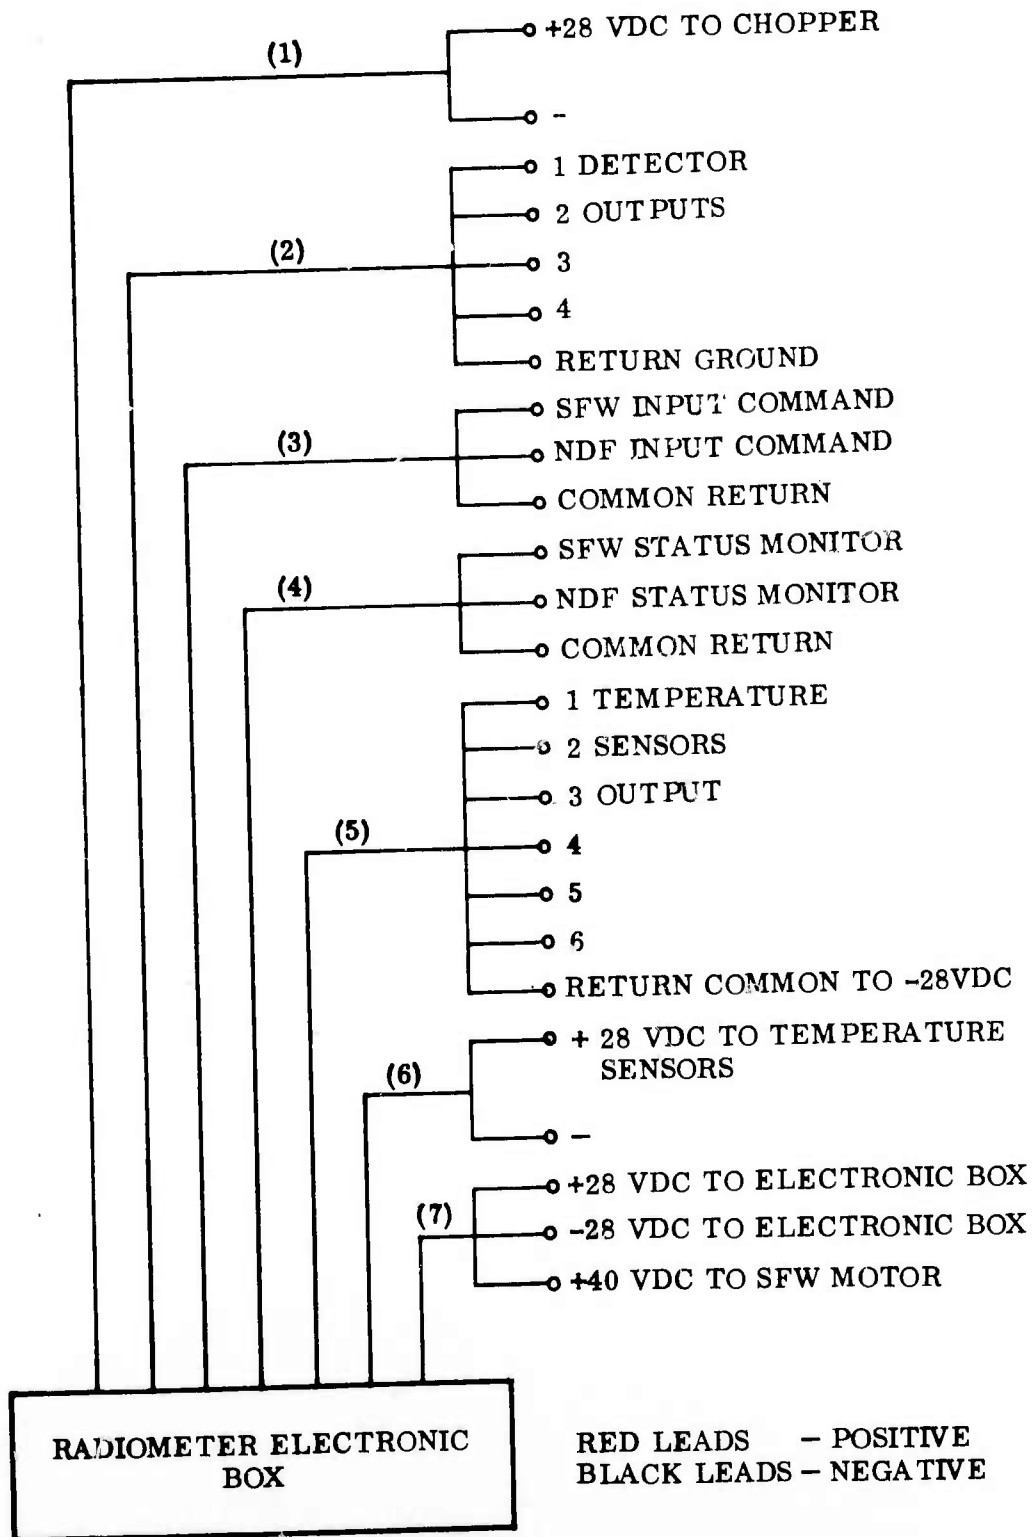 +28 VDC TO CHOPPER
(1)
-
1 DETECTOR
2 OUTPUTS
(2)
3
4
RETURN GROUND
SFW INPUT COMMAND
(3)
NDF INPUT COMMAND
COMMON RETURN
SFW STATUS MONITOR
(4)
NDF STATUS MONITOR
COMMON RETURN
1 TEMPERATURE
2 SENSORS
3 OUTPUT
(5)
4
5
6
RETURN COMMON TO -28VDC
+ 28 VDC TO TEMPERATURE
SENSORS
(6)
-
+28 VDC TO ELECTRONIC BOX
(7)
-28 VDC TO ELECTRONIC BOX
+40 VDC TO SFW MOTOR
RADIOMETER ELECTRONIC
BOX
RED LEADS - POSITIVE
BLACK LEADS - NEGATIVE